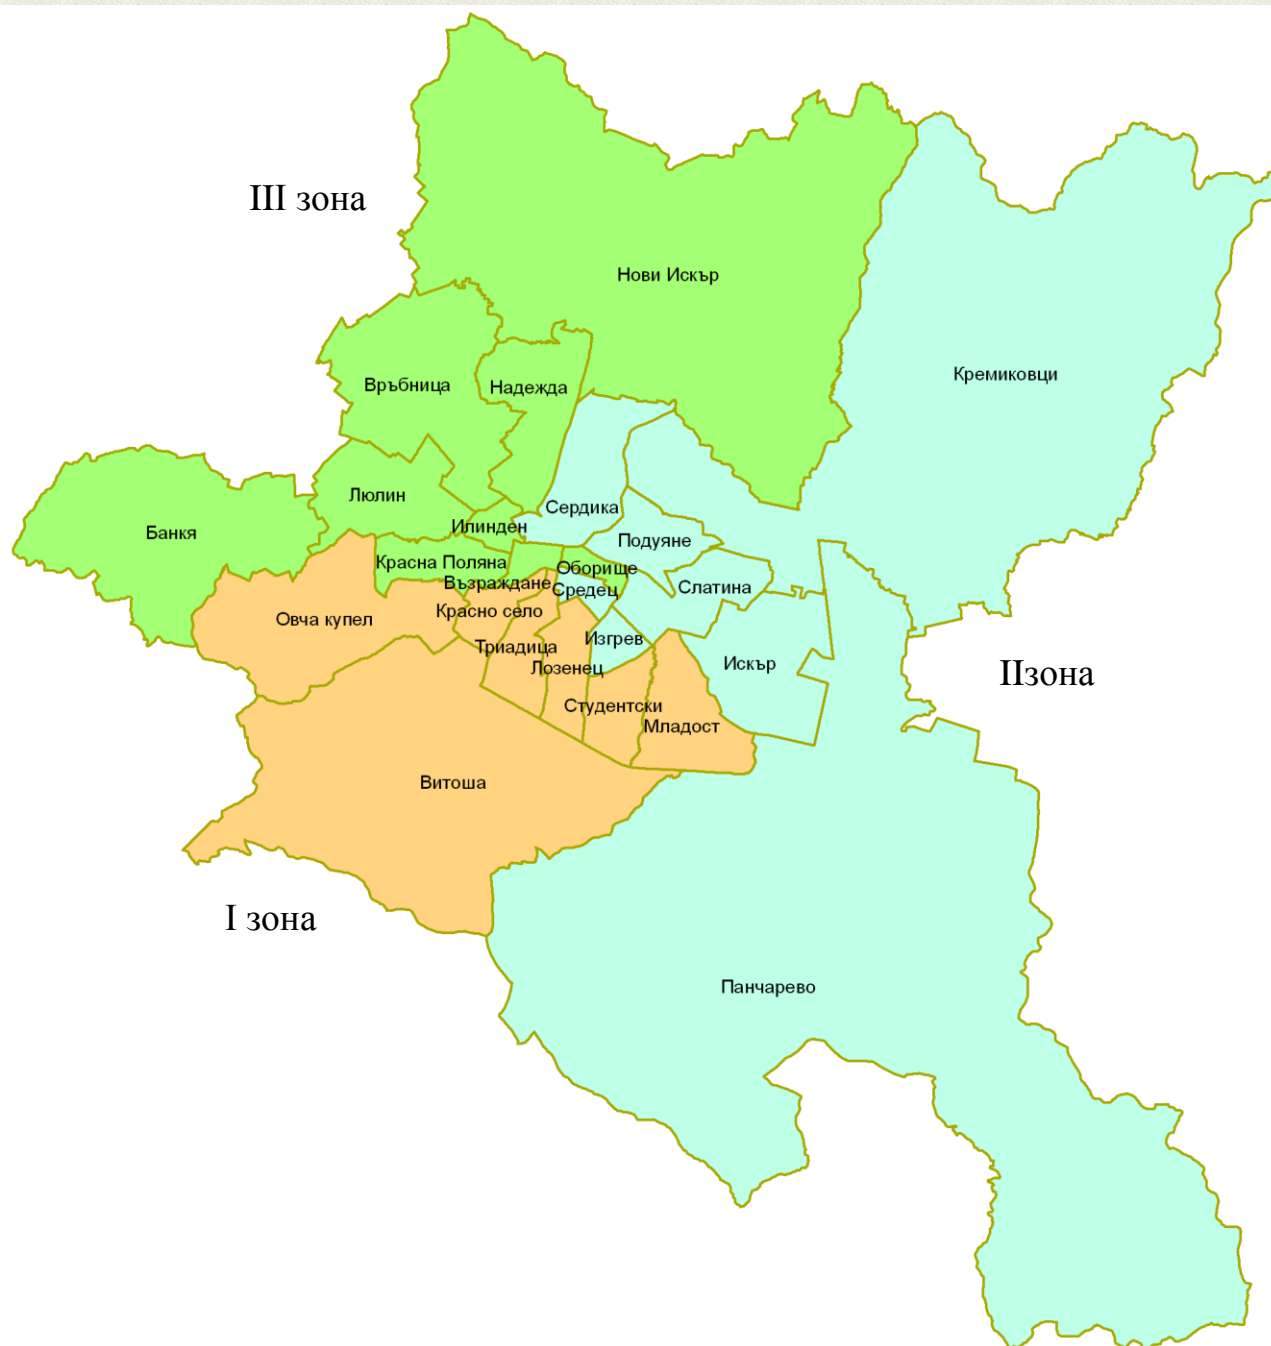 III зона
Нови Искър
Кремиковци
Връбница
Надежда
Люлин
Сердика
Банкя
Илинден
Подуяне
Красна Поляна
Оборище
Възраждане
Средец
Слатина
Овча купел
Красно село
Изгрев
Триадица
Лозенец
Искър
IIзона
Студентски
Младост
Витоша
I зона
Панчарево